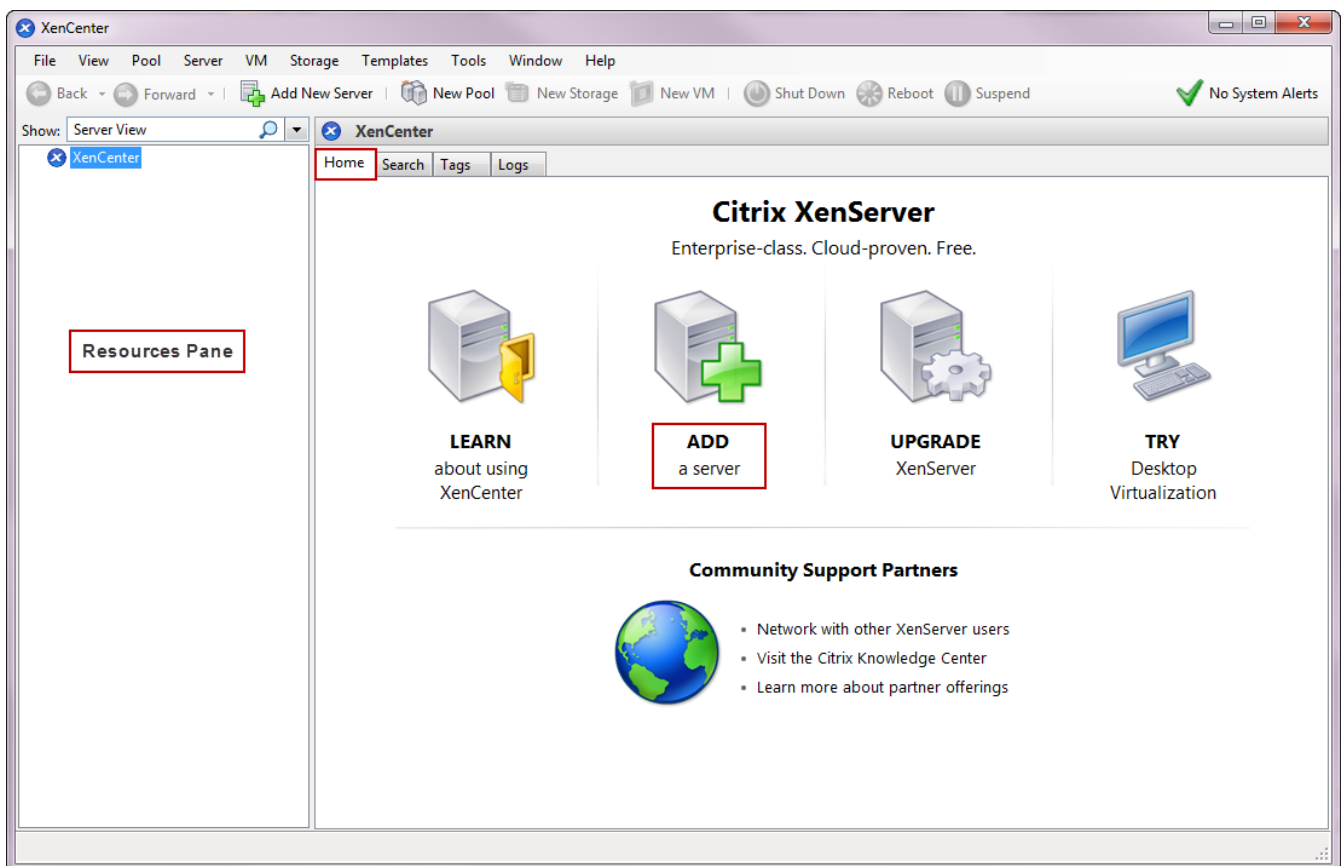 XenCenter
File View Pool Server VM Storage Templates Tools Window Help
Back Forward Add New Server New Pool New Storage New VM Shut Down Reboot Suspend No System Alerts
Show: Server View
XenCenter
XenCenter
Home Search Tags Logs
Resources Pane
Citrix XenServer
Enterprise-class. Cloud-proven. Free.
LEARN
about using
XenCenter
ADD
a server
UPGRADE
XenServer
TRY
Desktop
Virtualization
Community Support Partners
Network with other XenServer users
Visit the Citrix Knowledge Center
Learn more about partner offerings